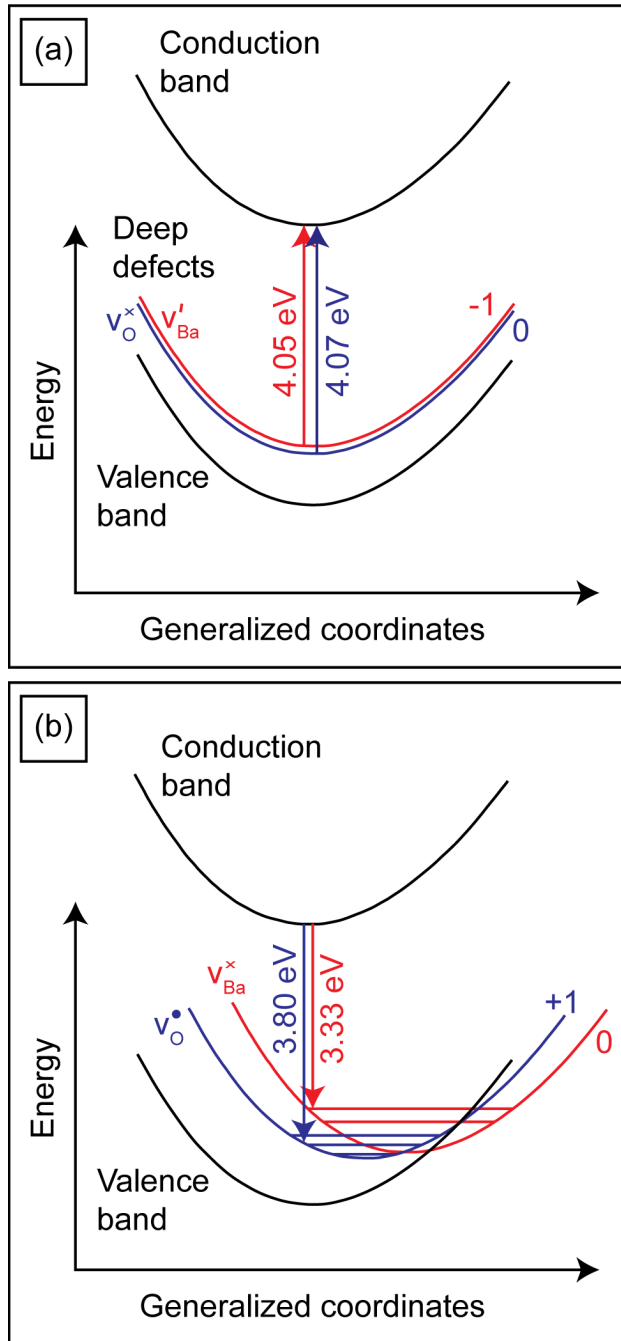 (a)
Conduction
band
Deep
defects
v_O^×
v_Ba^′
4.05 eV
4.07 eV
-1
0
Energy
Valence
band
Generalized coordinates
(b)
Conduction
band
v_Ba^×
v_O^•
3.80 eV
3.33 eV
+1
0
Energy
Valence
band
Generalized coordinates